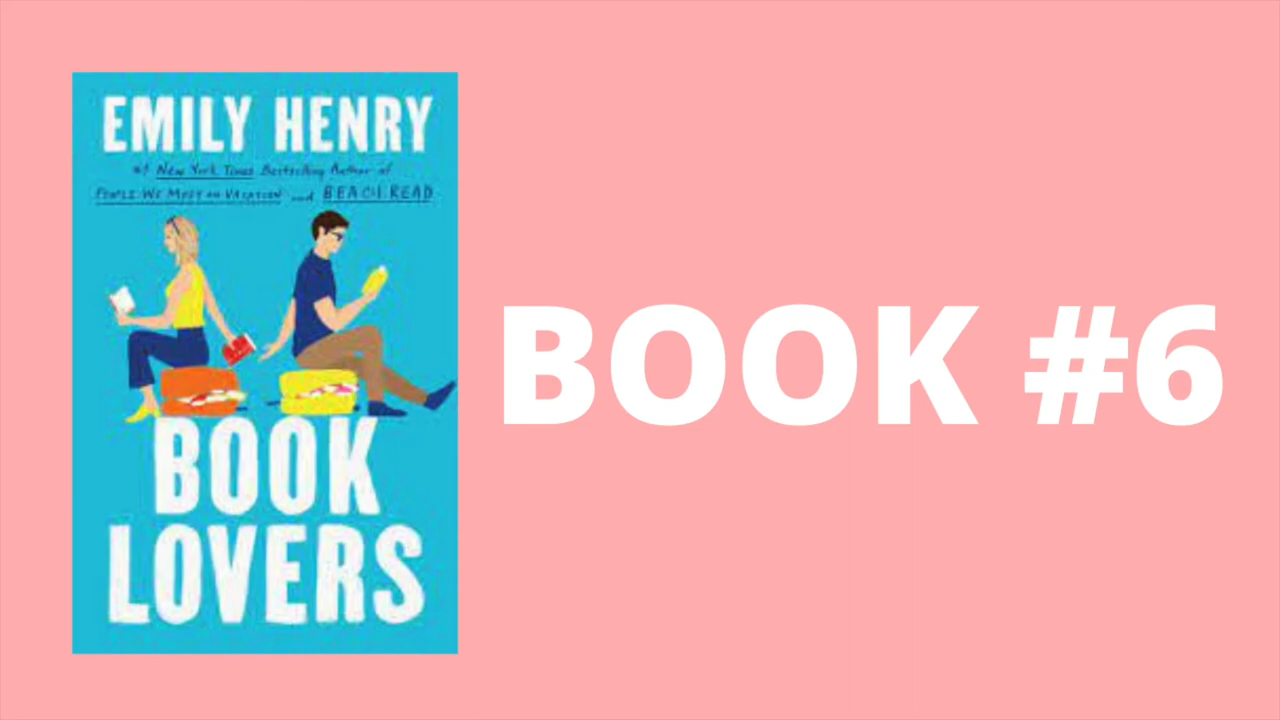 EMILY HENRY
#1 New York Times Bestselling Author of
PEOPLE WE MEET ON VACATION and BEACH READ
BOOK
LOVERS
BOOK #6